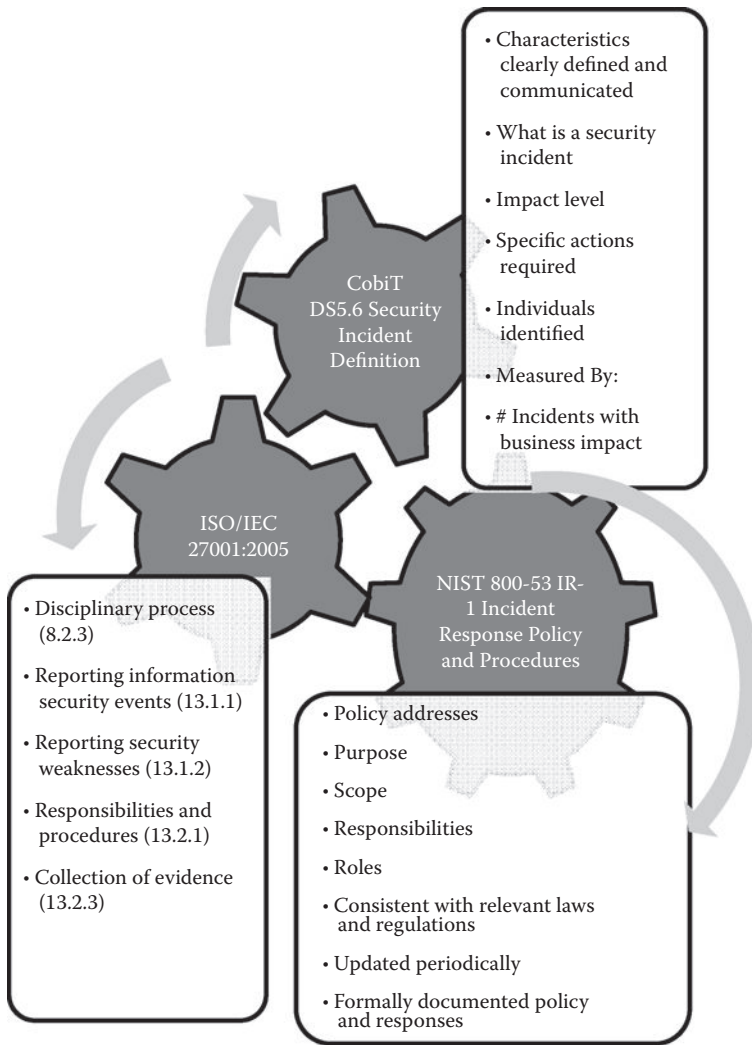 • Characteristics
clearly defined and
communicated
• What is a security
incident
• Impact level
• Specific actions
required
• Individuals
identified
• Measured By:
• # Incidents with
business impact
CobiT
DS5.6 Security
Incident
Definition
ISO/IEC
27001:2005
• Disciplinary process
(8.2.3)
• Reporting information
security events (13.1.1)
• Reporting security
weaknesses (13.1.2)
• Responsibilities and
procedures (13.2.1)
• Collection of evidence
(13.2.3)
NIST 800-53 IR-
1 Incident
Response Policy
and Procedures
• Policy addresses
• Purpose
• Scope
• Responsibilities
• Roles
• Consistent with relevant laws
and regulations
• Updated periodically
• Formally documented policy
and responses